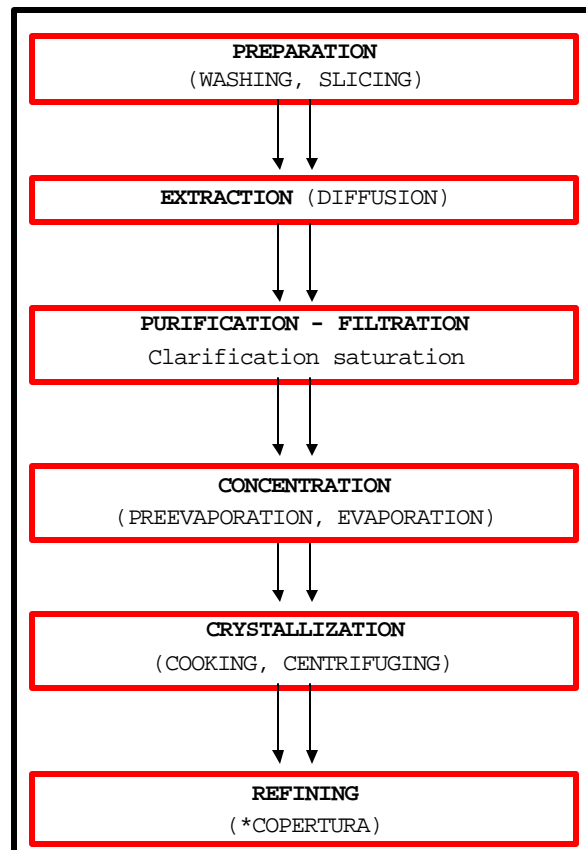 PREPARATION
(WASHING, SLICING)
EXTRACTION (DIFFUSION)
PURIFICATION - FILTRATION
Clarification saturation
CONCENTRATION
(PREEVAPORATION, EVAPORATION)
CRYSTALLIZATION
(COOKING, CENTRIFUGING)
REFINING
(*COPERTURA)